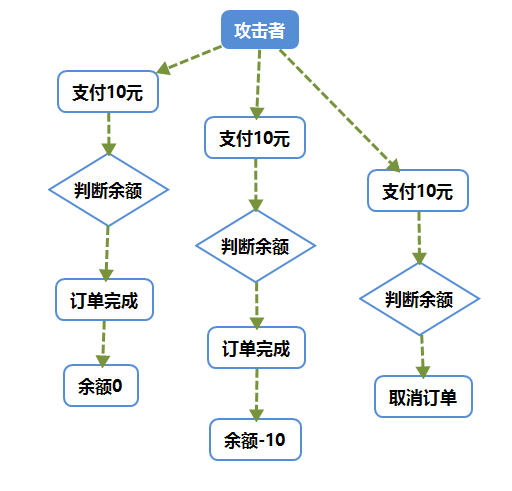 攻击者
支付10元
判断余额
订单完成
余额0
支付10元
判断余额
订单完成
余额-10
支付10元
判断余额
取消订单